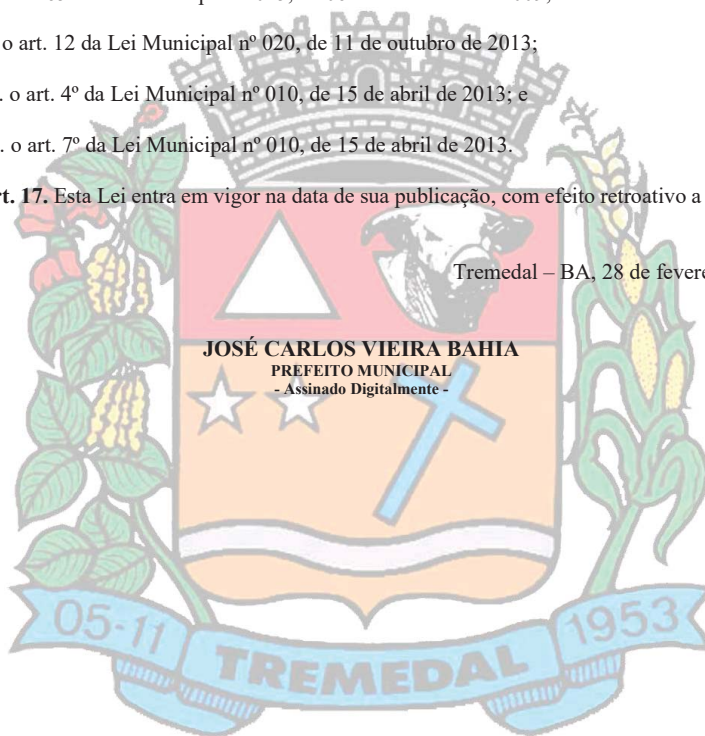 o art. 12 da Lei Municipal nº 020, de 11 de outubro de 2013;
. o art. 4º da Lei Municipal nº 010, de 15 de abril de 2013; e
. o art. 7º da Lei Municipal nº 010, de 15 de abril de 2013.
rt. 17. Esta Lei entra em vigor na data de sua publicação, com efeito retroativo a
Tremedal – BA, 28 de fevere
JOSÉ CARLOS VIEIRA BAHIA
PREFEITO MUNICIPAL
- Assinado Digitalmente -
05-11 TREMEDAL 1953